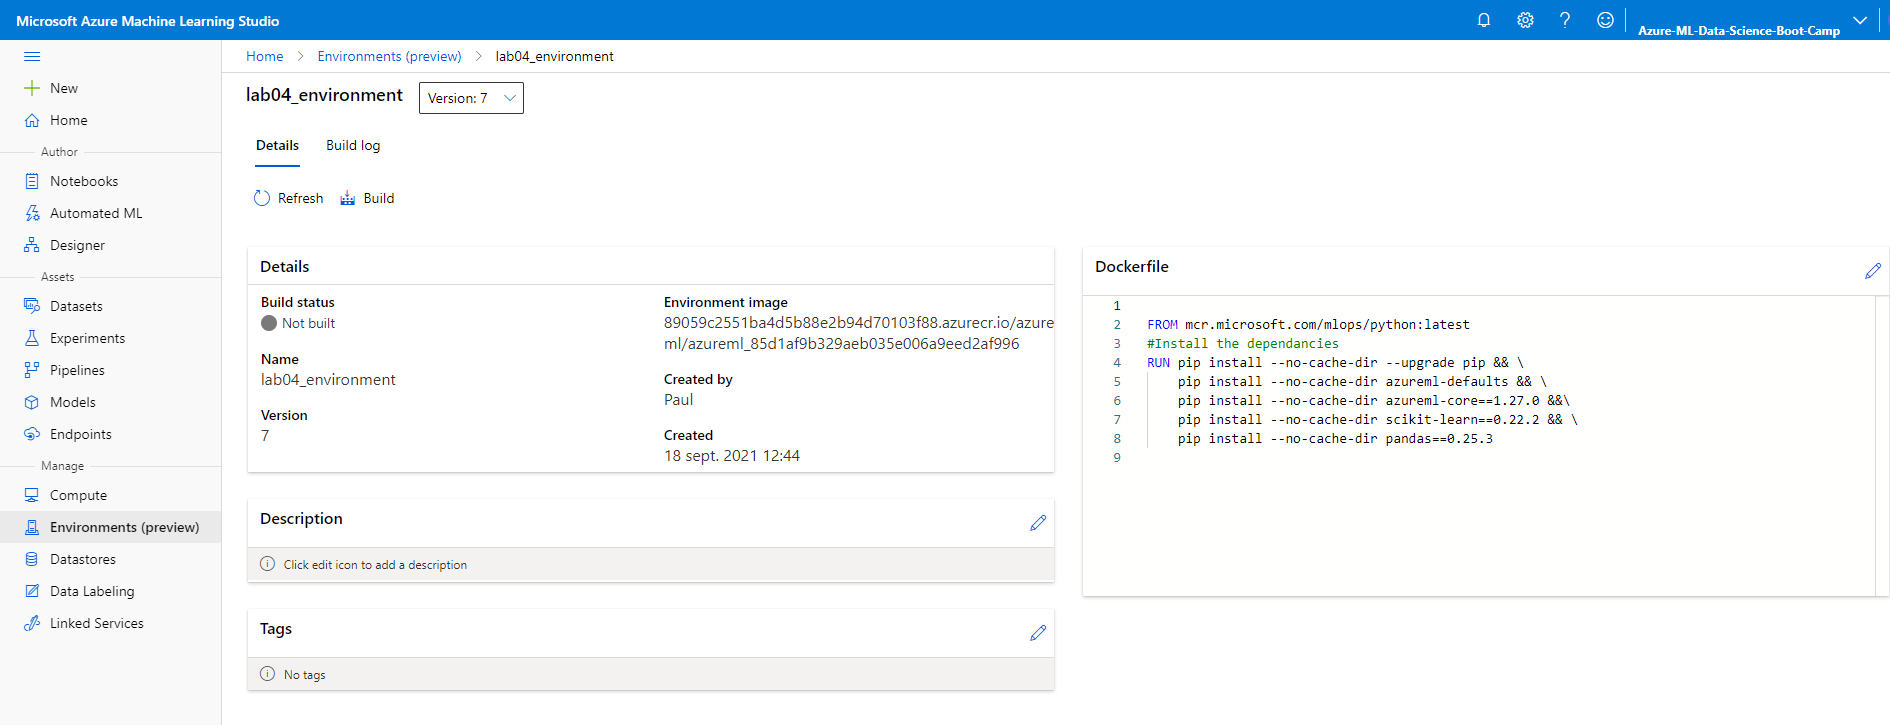 Microsoft Azure Machine Learning Studio
Azure-ML-Data-Science-Boot-Camp
New
Home
Author
Notebooks
Automated ML
Designer
Assets
Datasets
Experiments
Pipelines
Models
Endpoints
Manage
Compute
Environments (preview)
Datastores
Data Labeling
Linked Services
Home > Environments (preview) > lab04_environment
lab04_environment
Version: 7
Details
Build log
Refresh
Build
Details
Build status
Not built
Name
lab04_environment
Version
7
Environment image
89059c2551ba4d5b88e2b94d70103f88.azurecr.io/azure
ml/azureml_85d1af9b329aeb035e006a9eed2af996
Created by
Paul
Created
18 sept. 2021 12:44
Description
Click edit icon to add a description
Tags
No tags
Dockerfile
1
2 FROM mcr.microsoft.com/mlops/python:latest
3 #Install the dependancies
4 RUN pip install --no-cache-dir --upgrade pip && \
5 pip install --no-cache-dir azureml-defaults && \
6 pip install --no-cache-dir azureml-core==1.27.0 &&\
7 pip install --no-cache-dir scikit-learn==0.22.2 && \
8 pip install --no-cache-dir pandas==0.25.3
9